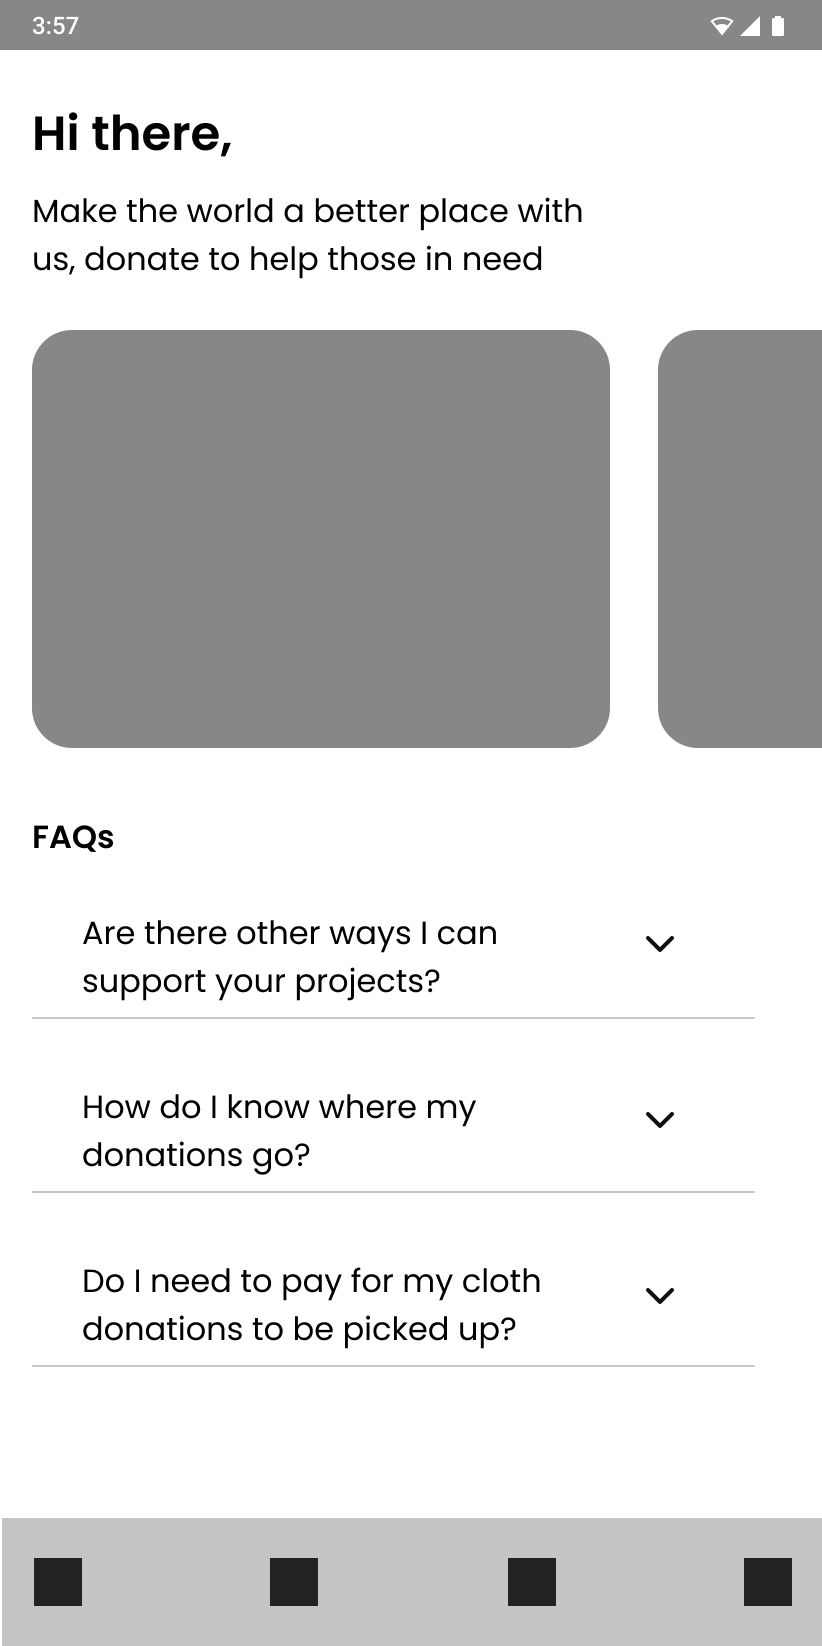 3:57
Hi there,
Make the world a better place with
us, donate to help those in need
FAQs
Are there other ways I can
support your projects?
How do I know where my
donations go?
Do I need to pay for my cloth
donations to be picked up?